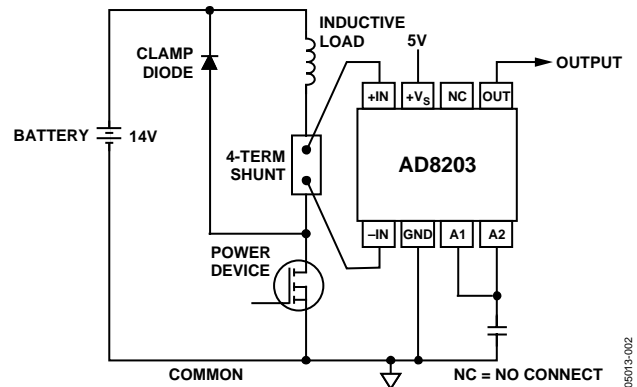 INDUCTIVE
LOAD
CLAMP
DIODE
5V
OUTPUT
+IN
+VS
NC
OUT
BATTERY
14V
4-TERM
SHUNT
AD8203
–IN
GND
A1
A2
POWER
DEVICE
COMMON
NC = NO CONNECT
05013-002